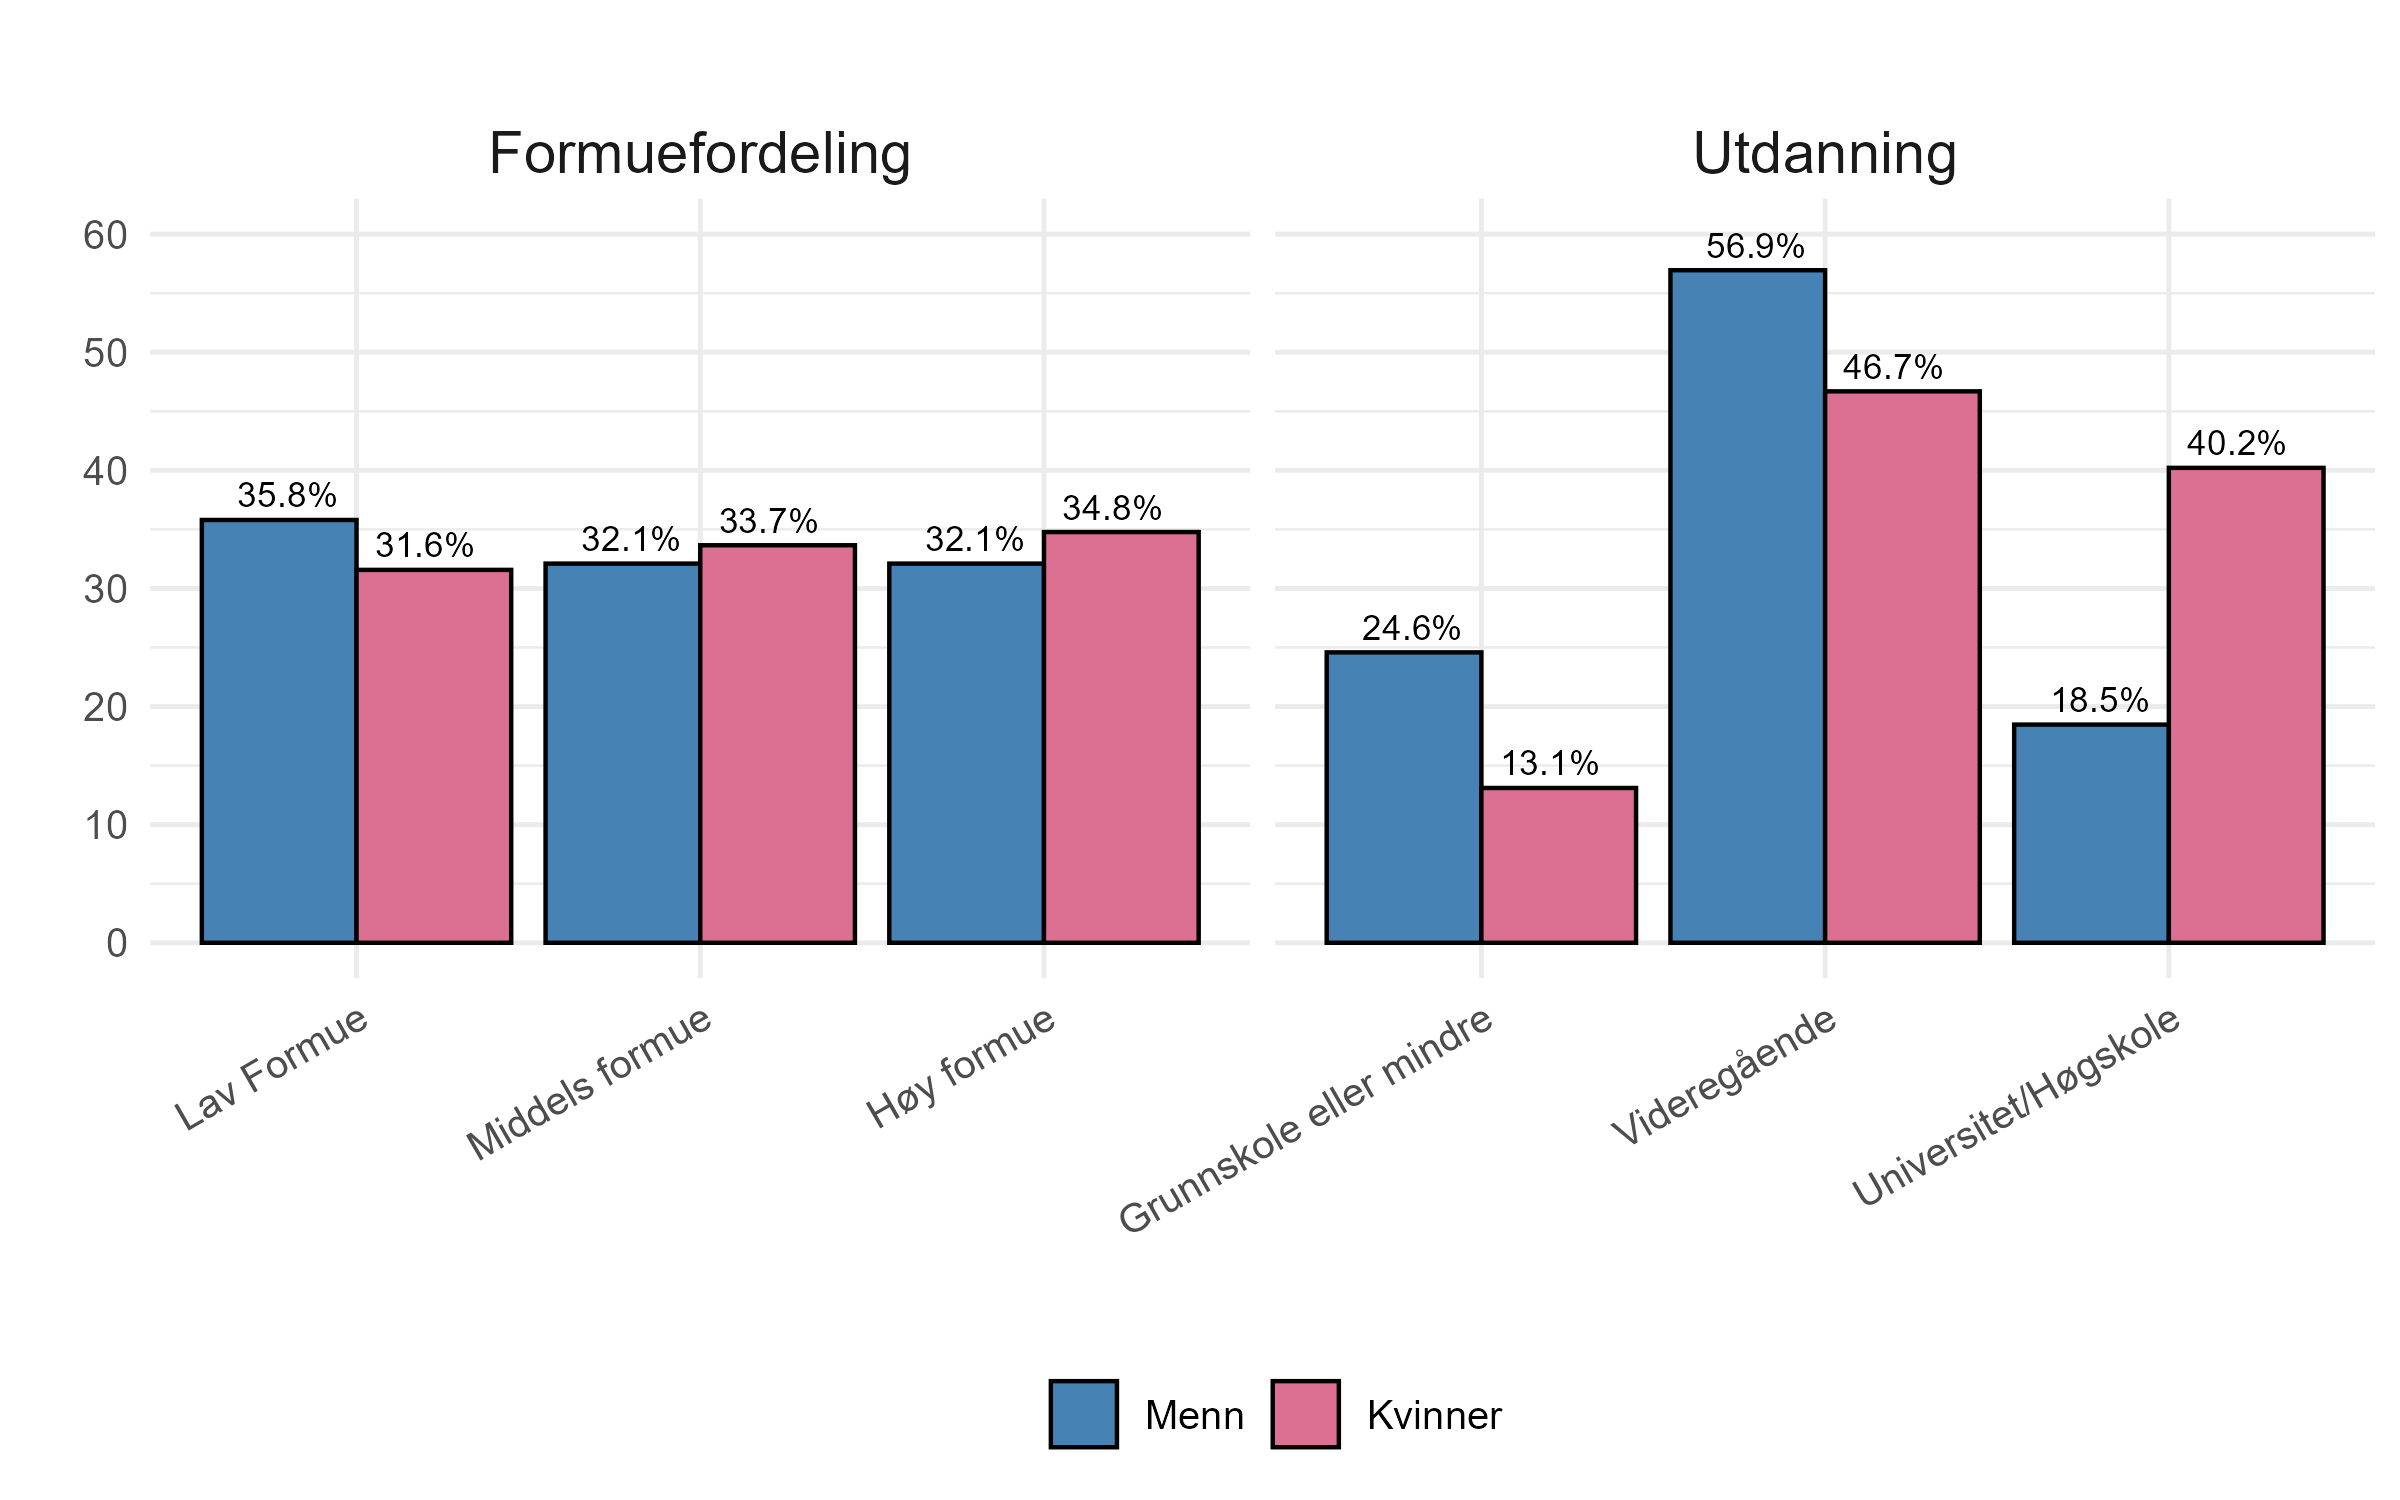 Formuefordeling
Utdanning
60
50
40
30
20
10
0
35.8%
31.6%
32.1%
33.7%
32.1%
34.8%
24.6%
13.1%
56.9%
46.7%
18.5%
40.2%
Lav Formue
Middels formue
Høy formue
Grunnskole eller mindre
Videregående
Universitet/Høgskole
Menn
Kvinner